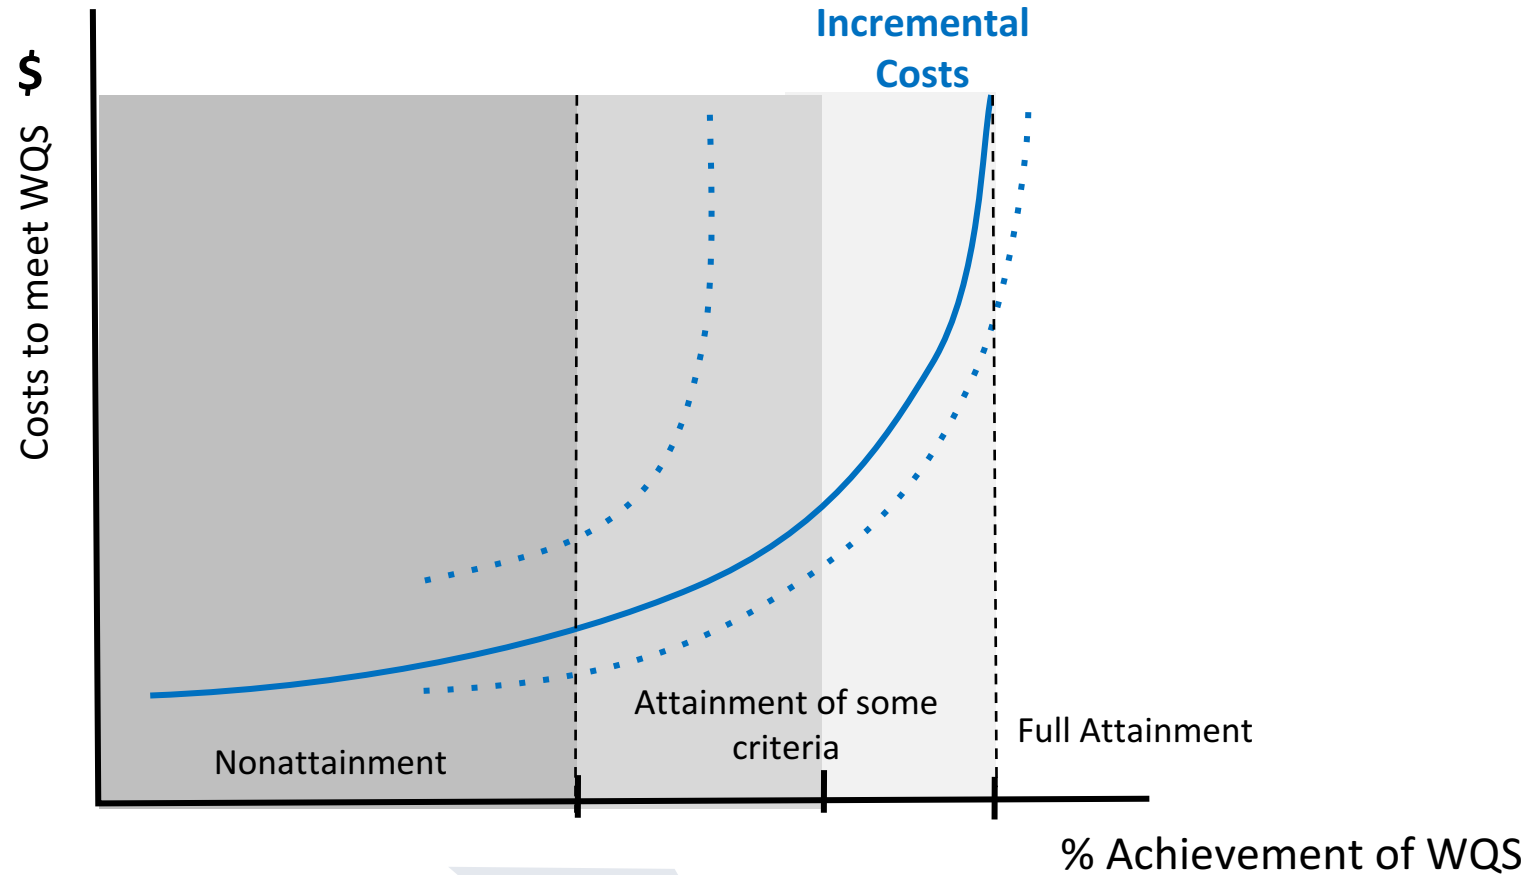 Incremental
Costs
$
Costs to meet WQS
Attainment of some
criteria
Full Attainment
Nonattainment
% Achievement of WQS